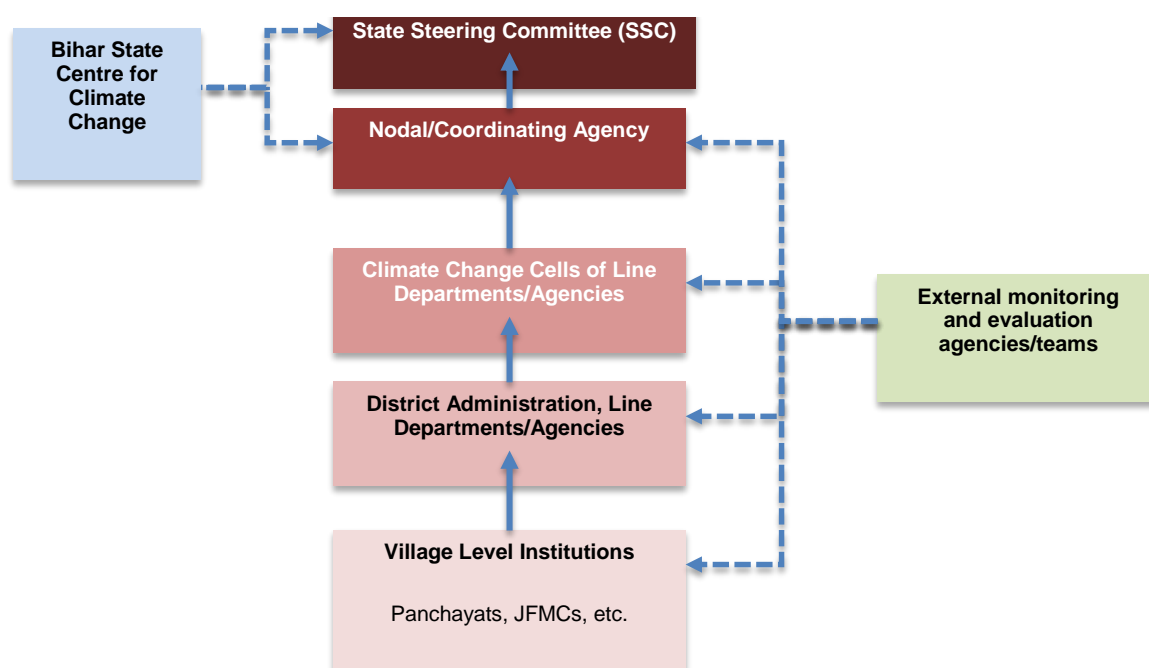 Bihar State
Centre for
Climate
Change
State Steering Committee (SSC)
Nodal/Coordinating Agency
Climate Change Cells of Line
Departments/Agencies
External monitoring
and evaluation
agencies/teams
District Administration, Line
Departments/Agencies
Village Level Institutions
Panchayats, JFMCs, etc.